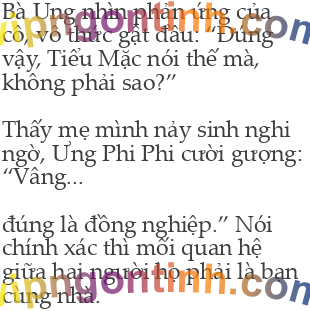 Bà Ưng nhìn phản ứng của
cô, vô thức gật đầu: “Đúng
vậy, Tiểu Mặc nói thế mà,
không phải sao?”
Thấy mẹ mình nảy sinh nghi
ngờ, Ưng Phi Phi cười gượng:
“Vâng...
đúng là đồng nghiệp.” Nói
chính xác thì mối quan hệ
giữa hai người họ phải là bạn
cùng nhà.